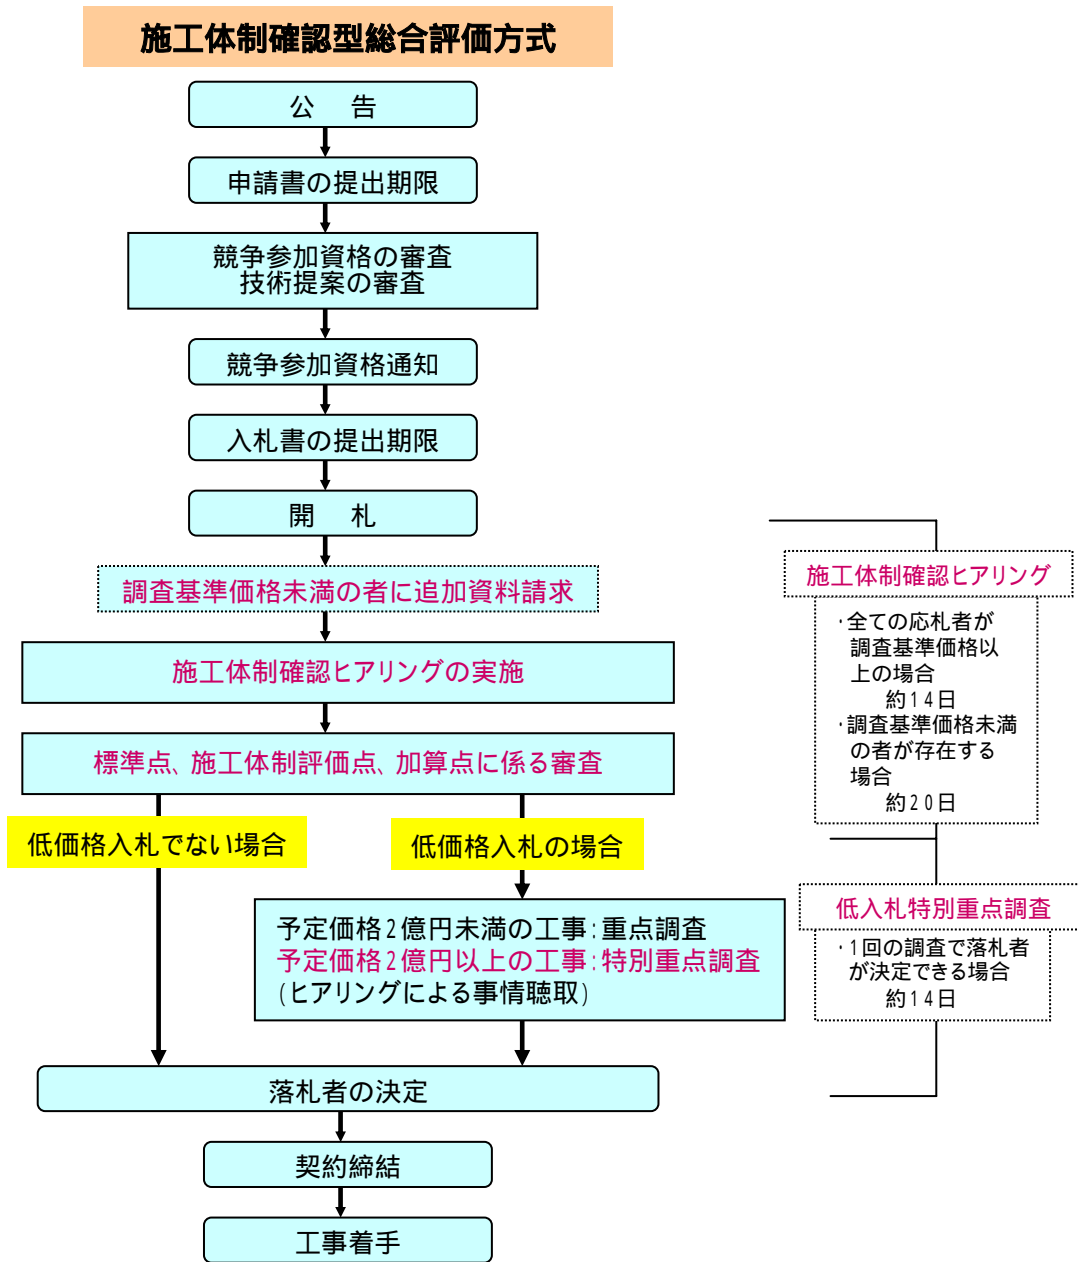 施工体制確認型総合評価方式
公　告
申請書の提出期限
競争参加資格の審査
技術提案の審査
競争参加資格通知
入札書の提出期限
開　札
調査基準価格未満の者に追加資料請求
施工体制確認ヒアリングの実施
標準点、施工体制評価点、加算点に係る審査
低価格入札でない場合
低価格入札の場合
予定価格2億円未満の工事：重点調査
予定価格2億円以上の工事：特別重点調査
（ヒアリングによる事情聴取）
落札者の決定
契約締結
工事着手
施工体制確認ヒアリング
・全ての応札者が
調査基準価格以
上の場合
約14日
・調査基準価格未満
の者が存在する
場合
約20日
低入札特別重点調査
・1回の調査で落札者
が決定できる場合
約14日